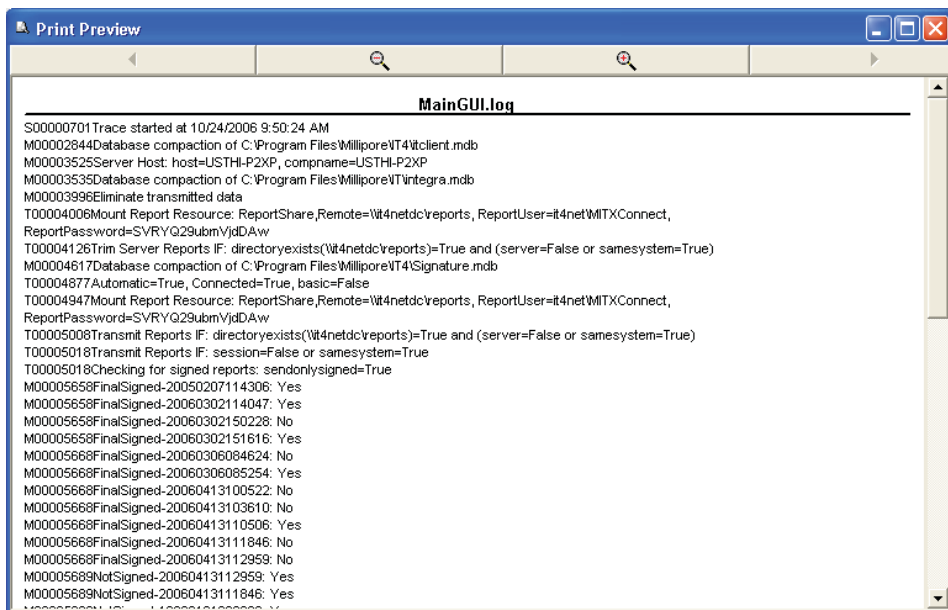 Print Preview
MainGUI.log
S00000701Trace started at 10/24/2006 9:50:24 AM
M00002844Database compaction of C:\Program Files\Millipore\IT4\itclient.mdb
M00003525Server Host: host=USTHI-P2XP, compname=USTHI-P2XP
M00003535Database compaction of C:\Program Files\Millipore\IT\integra.mdb
M00003996Eliminate transmitted data
T00004006Mount Report Resource: ReportShare,Remote=\\it4netdc\reports, ReportUser=it4net\MITXConnect,
ReportPassword=SVRYQ29ubmVjdDAw
T00004126Trim Server Reports IF: directoryexists(\\it4netdc\reports)=True and (server=False or samesystem=True)
M00004617Database compaction of C:\Program Files\Millipore\IT4\Signature.mdb
T00004877Automatic=True, Connected=True, basic=False
T00004947Mount Report Resource: ReportShare,Remote=\\it4netdc\reports, ReportUser=it4net\MITXConnect,
ReportPassword=SVRYQ29ubmVjdDAw
T00005008Transmit Reports IF: directoryexists(\\it4netdc\reports)=True and (server=False or samesystem=True)
T00005018Transmit Reports IF: session=False or samesystem=True
T00005018Checking for signed reports: sendonlysigned=True
M00005658FinalSigned-20050207114306: Yes
M00005658FinalSigned-20060302114047: Yes
M00005658FinalSigned-20060302150228: No
M00005658FinalSigned-20060302151616: Yes
M00005668FinalSigned-20060306084624: No
M00005668FinalSigned-20060306085254: Yes
M00005668FinalSigned-20060413100522: No
M00005668FinalSigned-20060413103610: No
M00005668FinalSigned-20060413110506: Yes
M00005668FinalSigned-20060413111846: No
M00005668FinalSigned-20060413112959: No
M00005689NotSigned-20060413112959: Yes
M00005689NotSigned-20060413111846: Yes